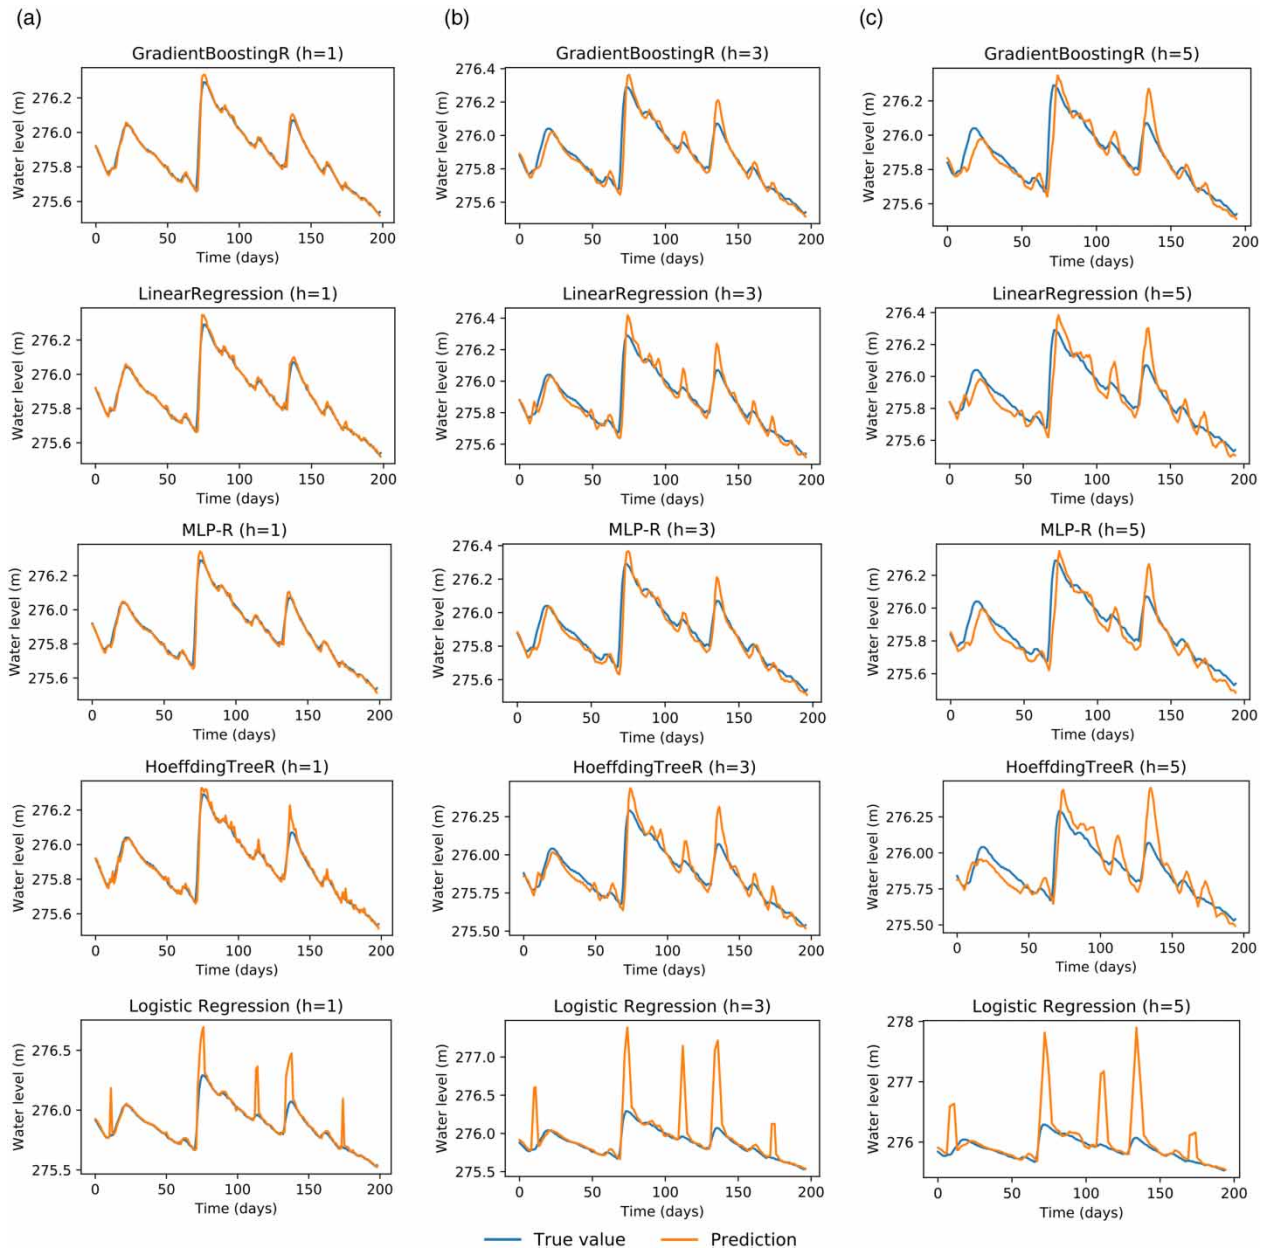 (a)
(b)
(c)
GradientBoostingR (h=1)
GradientBoostingR (h=3)
GradientBoostingR (h=5)
Water level (m)
276.2
276.0
275.8
275.6
0 50 100 150 200
Time (days)
Water level (m)
276.4
276.2
276.0
275.8
275.6
0 50 100 150 200
Time (days)
Water level (m)
276.2
276.0
275.8
275.6
0 50 100 150 200
Time (days)
LinearRegression (h=1)
LinearRegression (h=3)
LinearRegression (h=5)
Water level (m)
276.2
276.0
275.8
275.6
0 50 100 150 200
Time (days)
Water level (m)
276.4
276.2
276.0
275.8
275.6
0 50 100 150 200
Time (days)
Water level (m)
276.4
276.2
276.0
275.8
275.6
0 50 100 150 200
Time (days)
MLP-R (h=1)
MLP-R (h=3)
MLP-R (h=5)
Water level (m)
276.2
276.0
275.8
275.6
0 50 100 150 200
Time (days)
Water level (m)
276.4
276.2
276.0
275.8
275.6
0 50 100 150 200
Time (days)
Water level (m)
276.2
276.0
275.8
275.6
0 50 100 150 200
Time (days)
HoeffdingTreeR (h=1)
HoeffdingTreeR (h=3)
HoeffdingTreeR (h=5)
Water level (m)
276.2
276.0
275.8
275.6
0 50 100 150 200
Time (days)
Water level (m)
276.25
276.00
275.75
275.50
0 50 100 150 200
Time (days)
Water level (m)
276.25
276.00
275.75
275.50
0 50 100 150 200
Time (days)
Logistic Regression (h=1)
Logistic Regression (h=3)
Logistic Regression (h=5)
Water level (m)
276.5
276.0
275.5
0 50 100 150 200
Time (days)
Water level (m)
277.0
276.5
276.0
275.5
0 50 100 150 200
Time (days)
Water level (m)
278
277
276
0 50 100 150 200
Time (days)
True value
Prediction